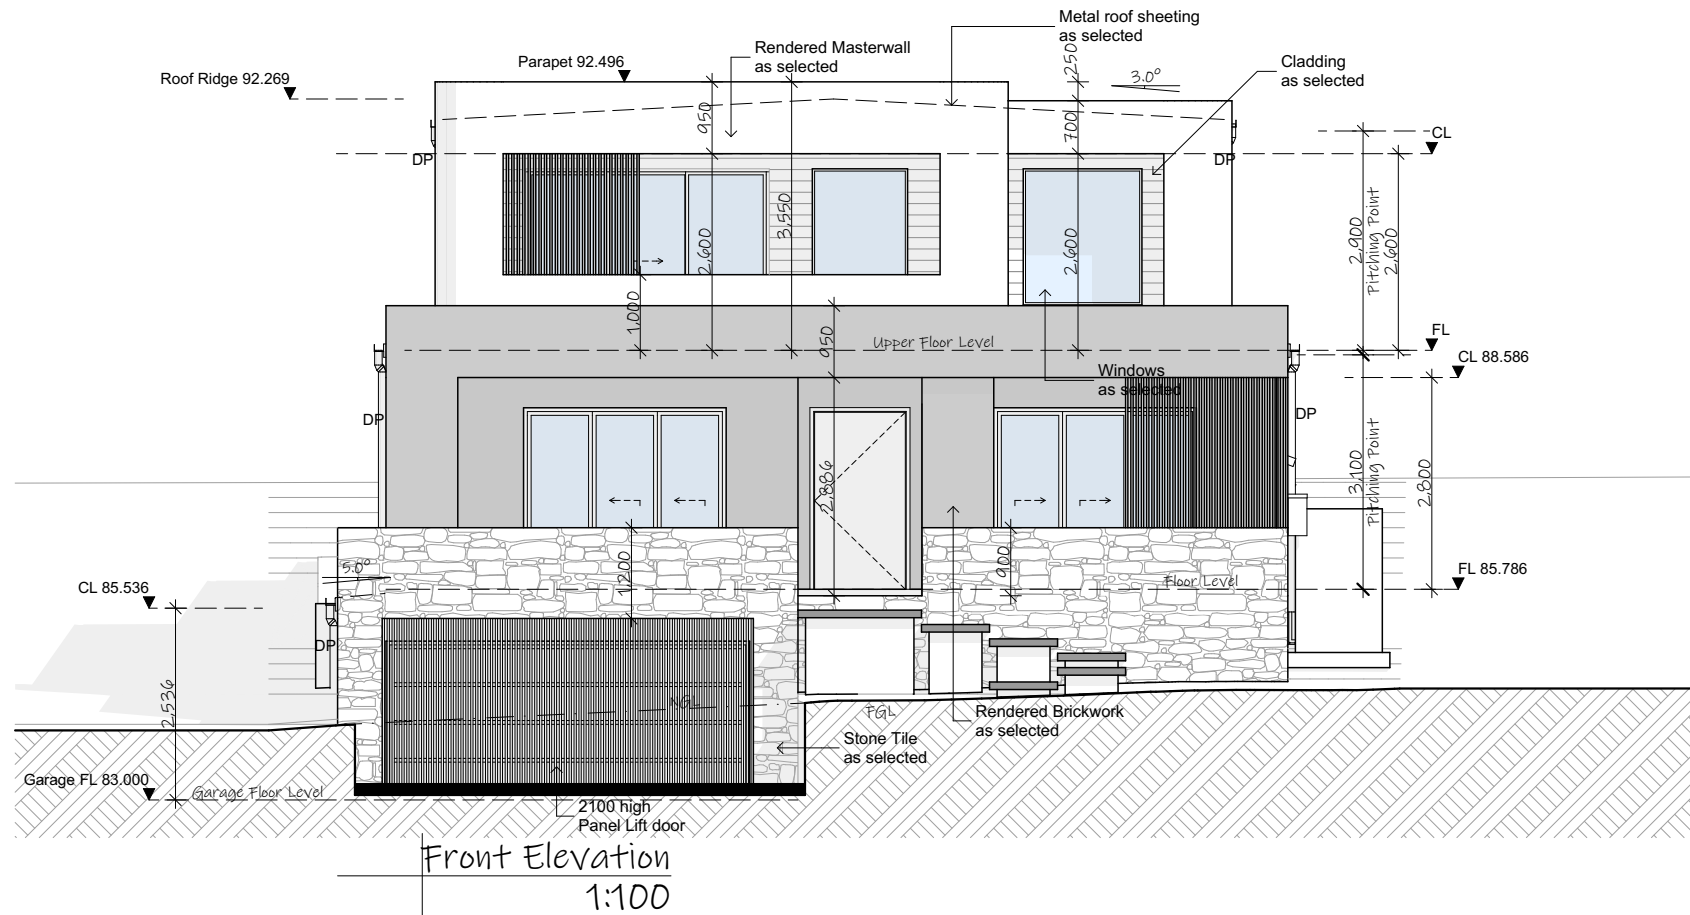 Metal roof sheeting
as selected
Rendered Masterwall
as selected
Parapet 92.496
Roof Ridge 92.269
Cladding
as selected
250
3.0°
950
700
CL
DP
DP
3,550
2,600
2,600
1,000
2,900
Pitching Point
2,600
950
Upper Floor Level
FL
CL 88.586
Windows
as selected
DP
DP
2,886
3,100
Pitching Point
2,800
1,200
900
5.0°
Floor Level
FL 85.786
CL 85.536
DP
2,536
NGL
FGL
Rendered Brickwork
as selected
Stone Tile
as selected
Garage FL 83.000
Garage Floor Level
2100 high
Panel Lift door
Front Elevation
1:100